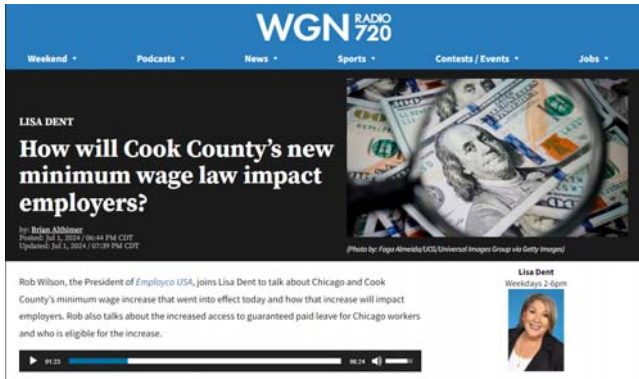 WGN RADIO 720
Weekend Podcasts News Sports Contests / Events Jobs
LISA DENT
How will Cook County's new
minimum wage law impact
employers?
by: Brian Althimer
Posted: Jul 1, 2024 / 06:44 PM CDT
Updated: Jul 1, 2024 / 07:39 PM CDT
(Photo by: Faga Almeida/UCG/Universal Images Group via Getty Images)
Rob Wilson, the President of Employco USA, joins Lisa Dent to talk about Chicago and Cook
County's minimum wage increase that went into effect today and how that increase will impact
employers. Rob also talks about the increased access to guaranteed paid leave for Chicago workers
and who is eligible for the increase.
01:23 06:24
Lisa Dent
Weekdays 2-6pm